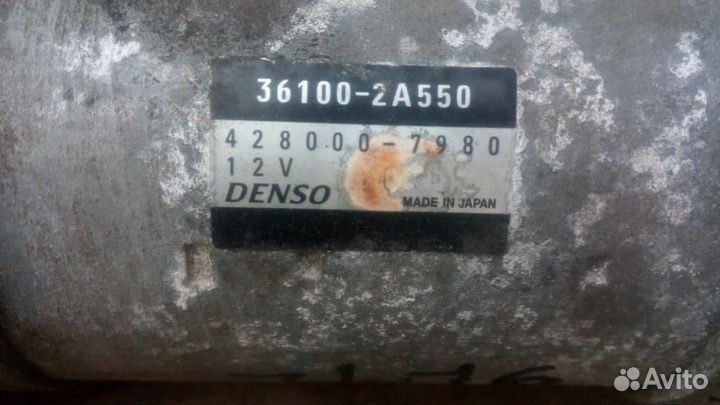 36100-2A550
428000-7980
12V
DENSO
MADE IN JAPAN
Avito